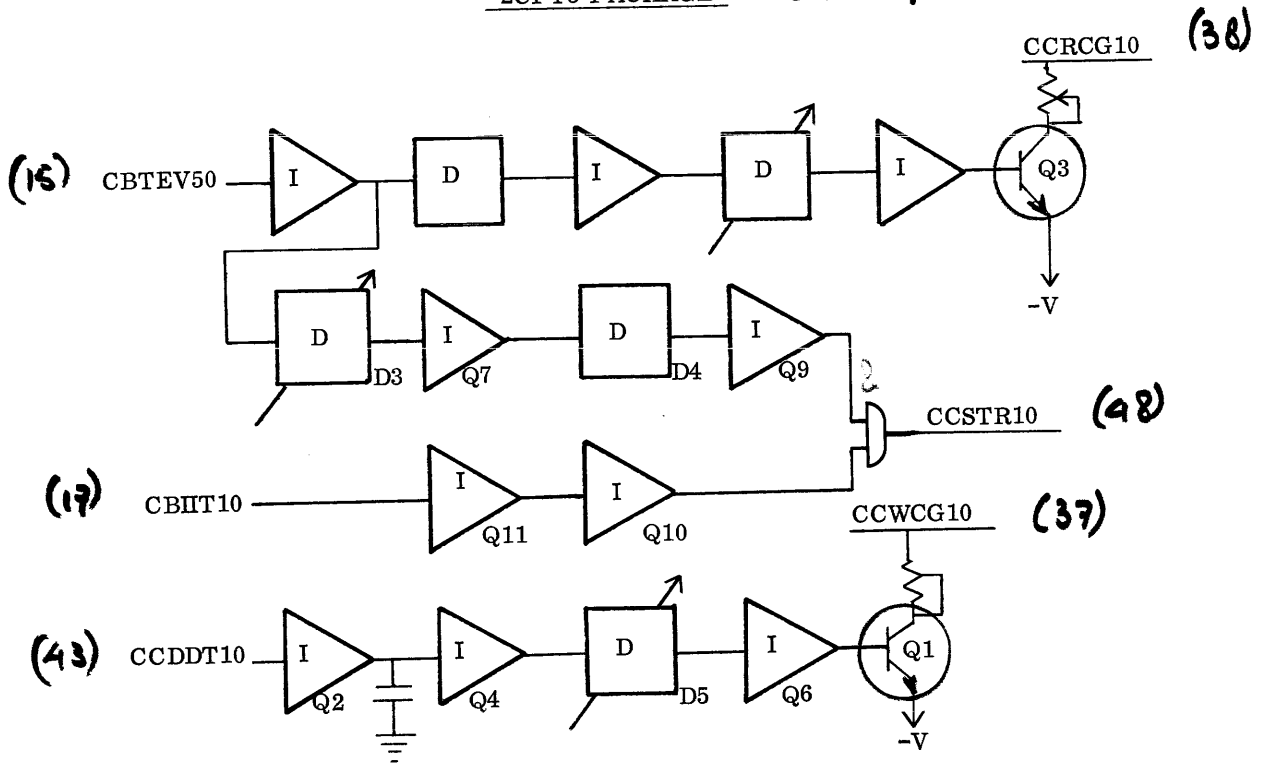 CCRCG10 (38)
(15) CBTEV50 I D I D I Q3
-V
D D3 I Q7 D D4 I Q9
&
CCSTR10 (48)
(17) CBIIT10 I Q11 I Q10
CCWCG10 (37)
(43) CCDDT10 I Q2 I Q4 D D5 I Q6 Q1
-V